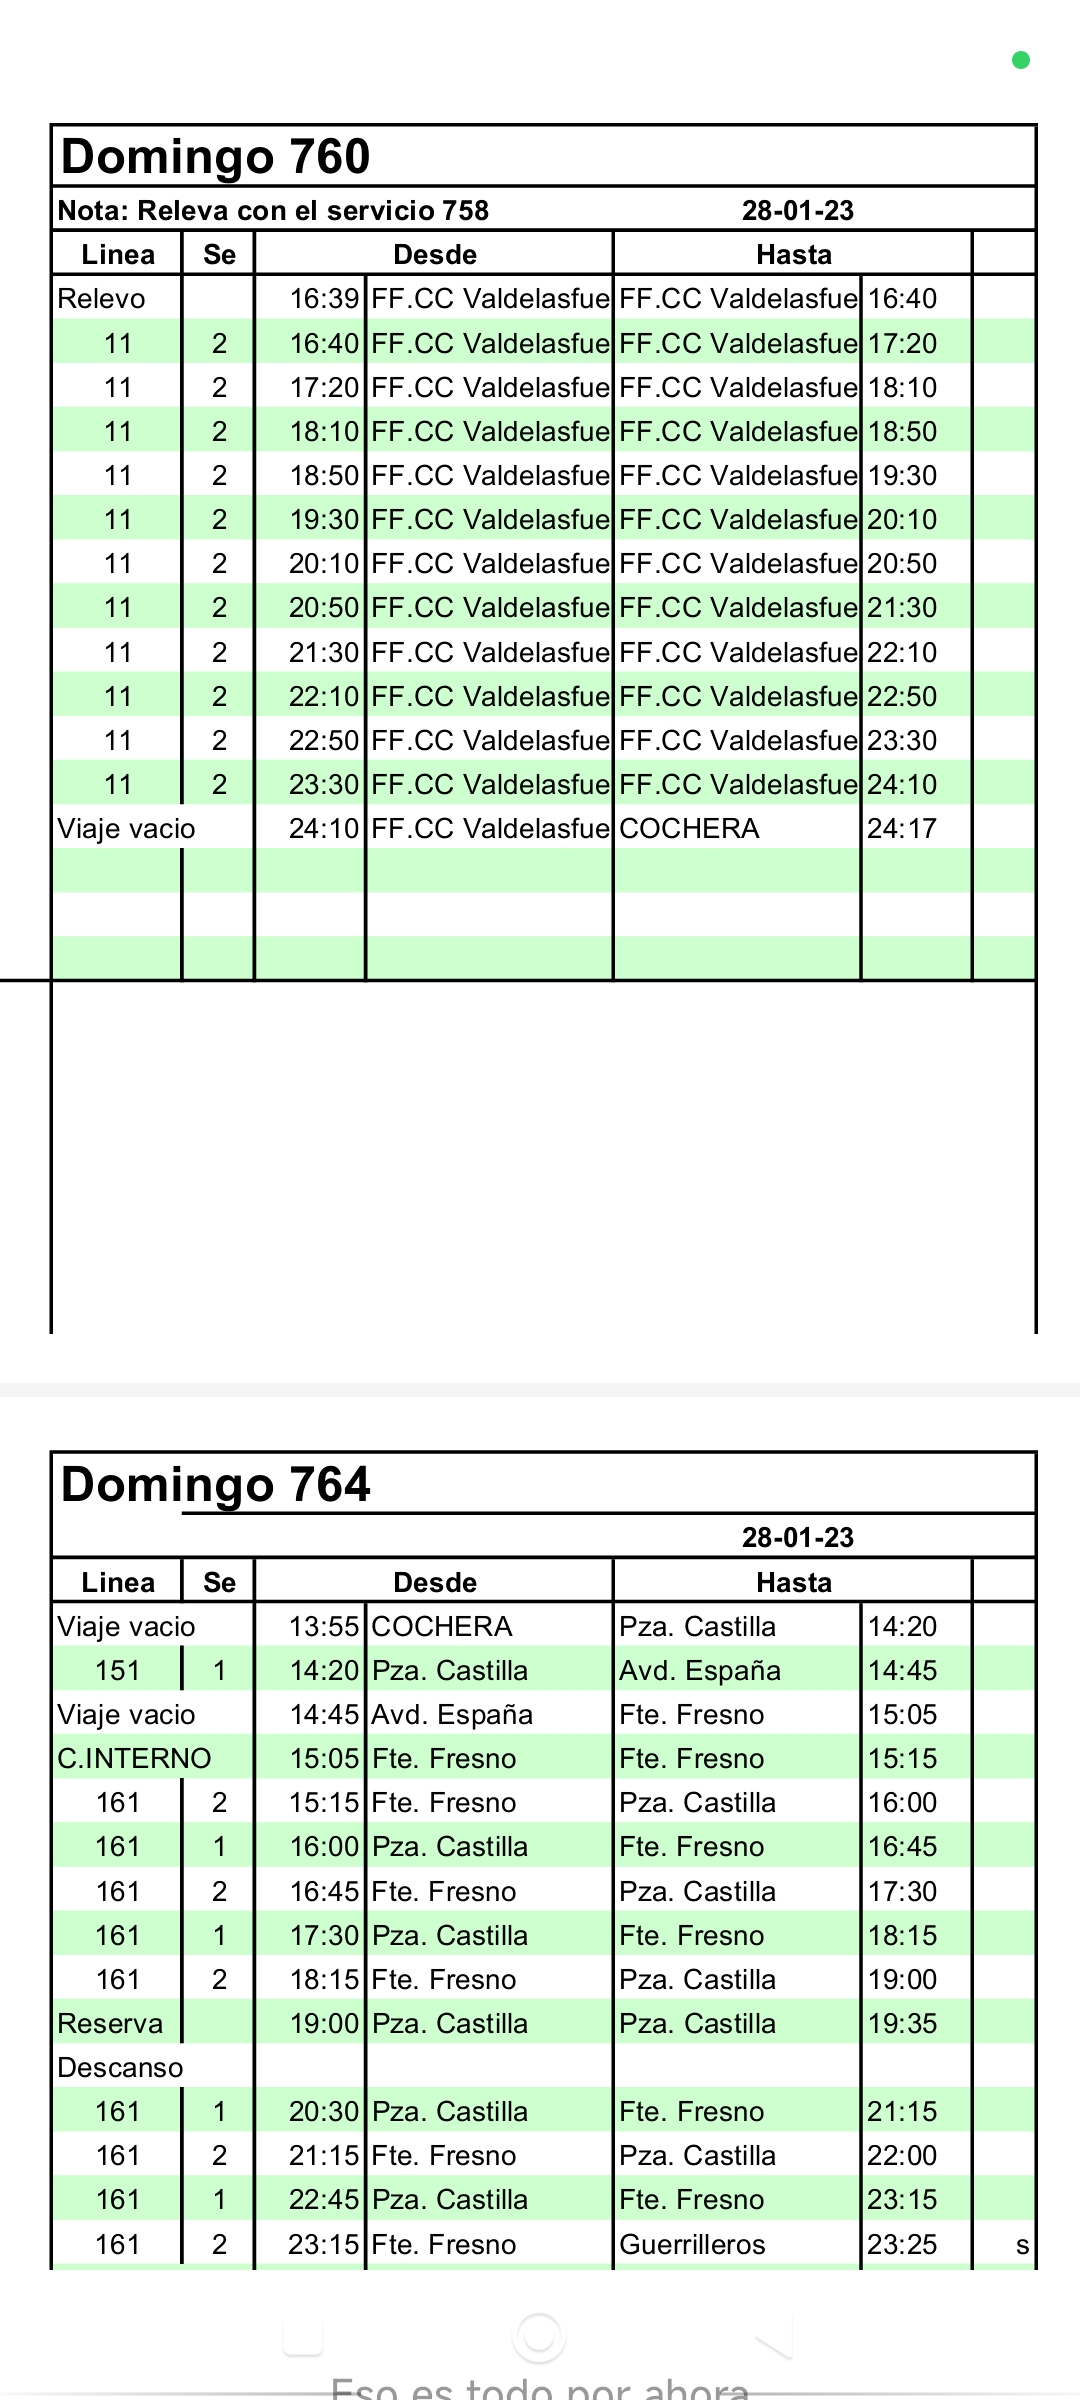 Domingo 760
Nota: Releva con el servicio 758 28-01-23
Linea Se Desde Hasta
Relevo 16:39 FF.CC Valdelasfue FF.CC Valdelasfue 16:40
11 2 16:40 FF.CC Valdelasfue FF.CC Valdelasfue 17:20
11 2 17:20 FF.CC Valdelasfue FF.CC Valdelasfue 18:10
11 2 18:10 FF.CC Valdelasfue FF.CC Valdelasfue 18:50
11 2 18:50 FF.CC Valdelasfue FF.CC Valdelasfue 19:30
11 2 19:30 FF.CC Valdelasfue FF.CC Valdelasfue 20:10
11 2 20:10 FF.CC Valdelasfue FF.CC Valdelasfue 20:50
11 2 20:50 FF.CC Valdelasfue FF.CC Valdelasfue 21:30
11 2 21:30 FF.CC Valdelasfue FF.CC Valdelasfue 22:10
11 2 22:10 FF.CC Valdelasfue FF.CC Valdelasfue 22:50
11 2 22:50 FF.CC Valdelasfue FF.CC Valdelasfue 23:30
11 2 23:30 FF.CC Valdelasfue FF.CC Valdelasfue 24:10
Viaje vacio 24:10 FF.CC Valdelasfue COCHERA 24:17
Domingo 764
28-01-23
Linea Se Desde Hasta
Viaje vacio 13:55 COCHERA Pza. Castilla 14:20
151 1 14:20 Pza. Castilla Avd. España 14:45
Viaje vacio 14:45 Avd. España Fte. Fresno 15:05
C.INTERNO 15:05 Fte. Fresno Fte. Fresno 15:15
161 2 15:15 Fte. Fresno Pza. Castilla 16:00
161 1 16:00 Pza. Castilla Fte. Fresno 16:45
161 2 16:45 Fte. Fresno Pza. Castilla 17:30
161 1 17:30 Pza. Castilla Fte. Fresno 18:15
161 2 18:15 Fte. Fresno Pza. Castilla 19:00
Reserva 19:00 Pza. Castilla Pza. Castilla 19:35
Descanso
161 1 20:30 Pza. Castilla Fte. Fresno 21:15
161 2 21:15 Fte. Fresno Pza. Castilla 22:00
161 1 22:45 Pza. Castilla Fte. Fresno 23:15
161 2 23:15 Fte. Fresno Guerrilleros 23:25 s
Eso es todo por ahora